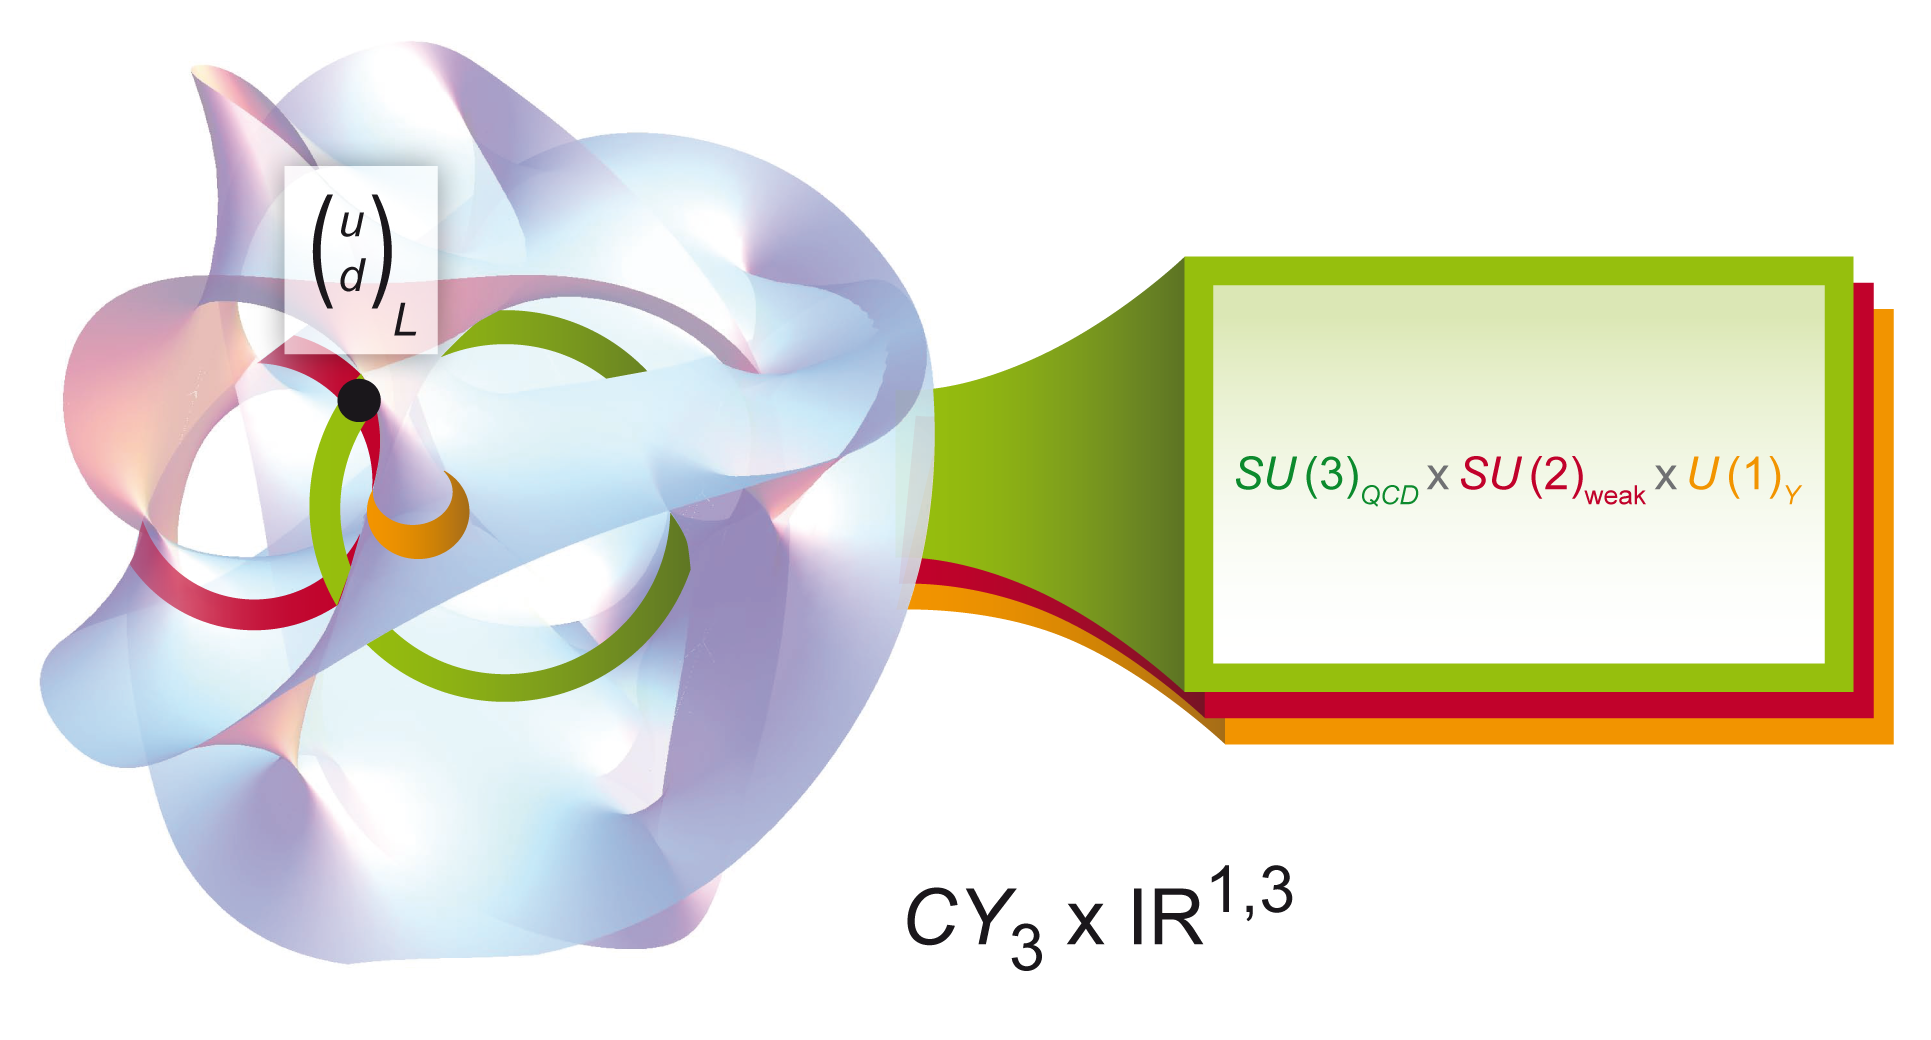 (u
d)L
SU(3)QCD x SU(2)weak x U(1)Y
CY3 x IR1,3